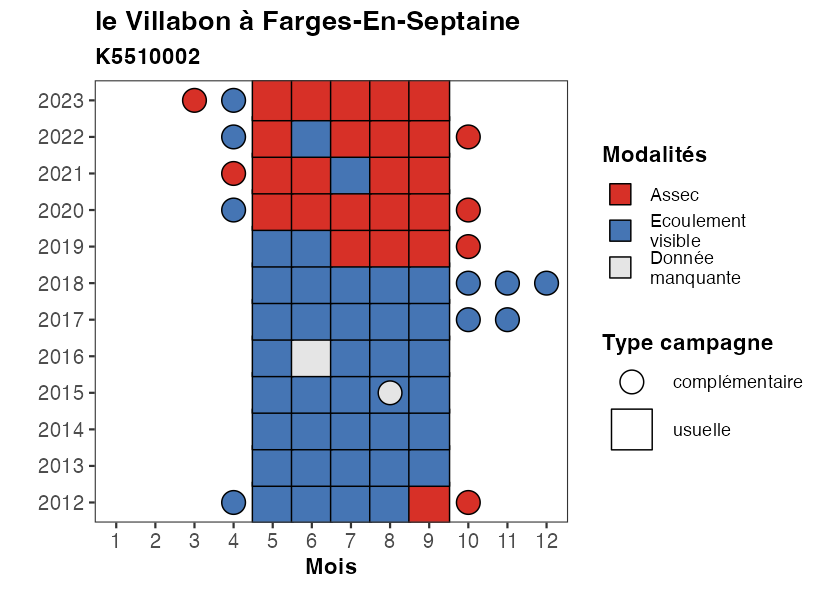 le Villabon à Farges-En-Septaine
K5510002
2023
2022
2021
2020
2019
2018
2017
2016
2015
2014
2013
2012
1 2 3 4 5 6 7 8 9 10 11 12
Mois
Modalités
Assec
Ecoulement
visible
Donnée
manquante
Type campagne
complémentaire
usuelle